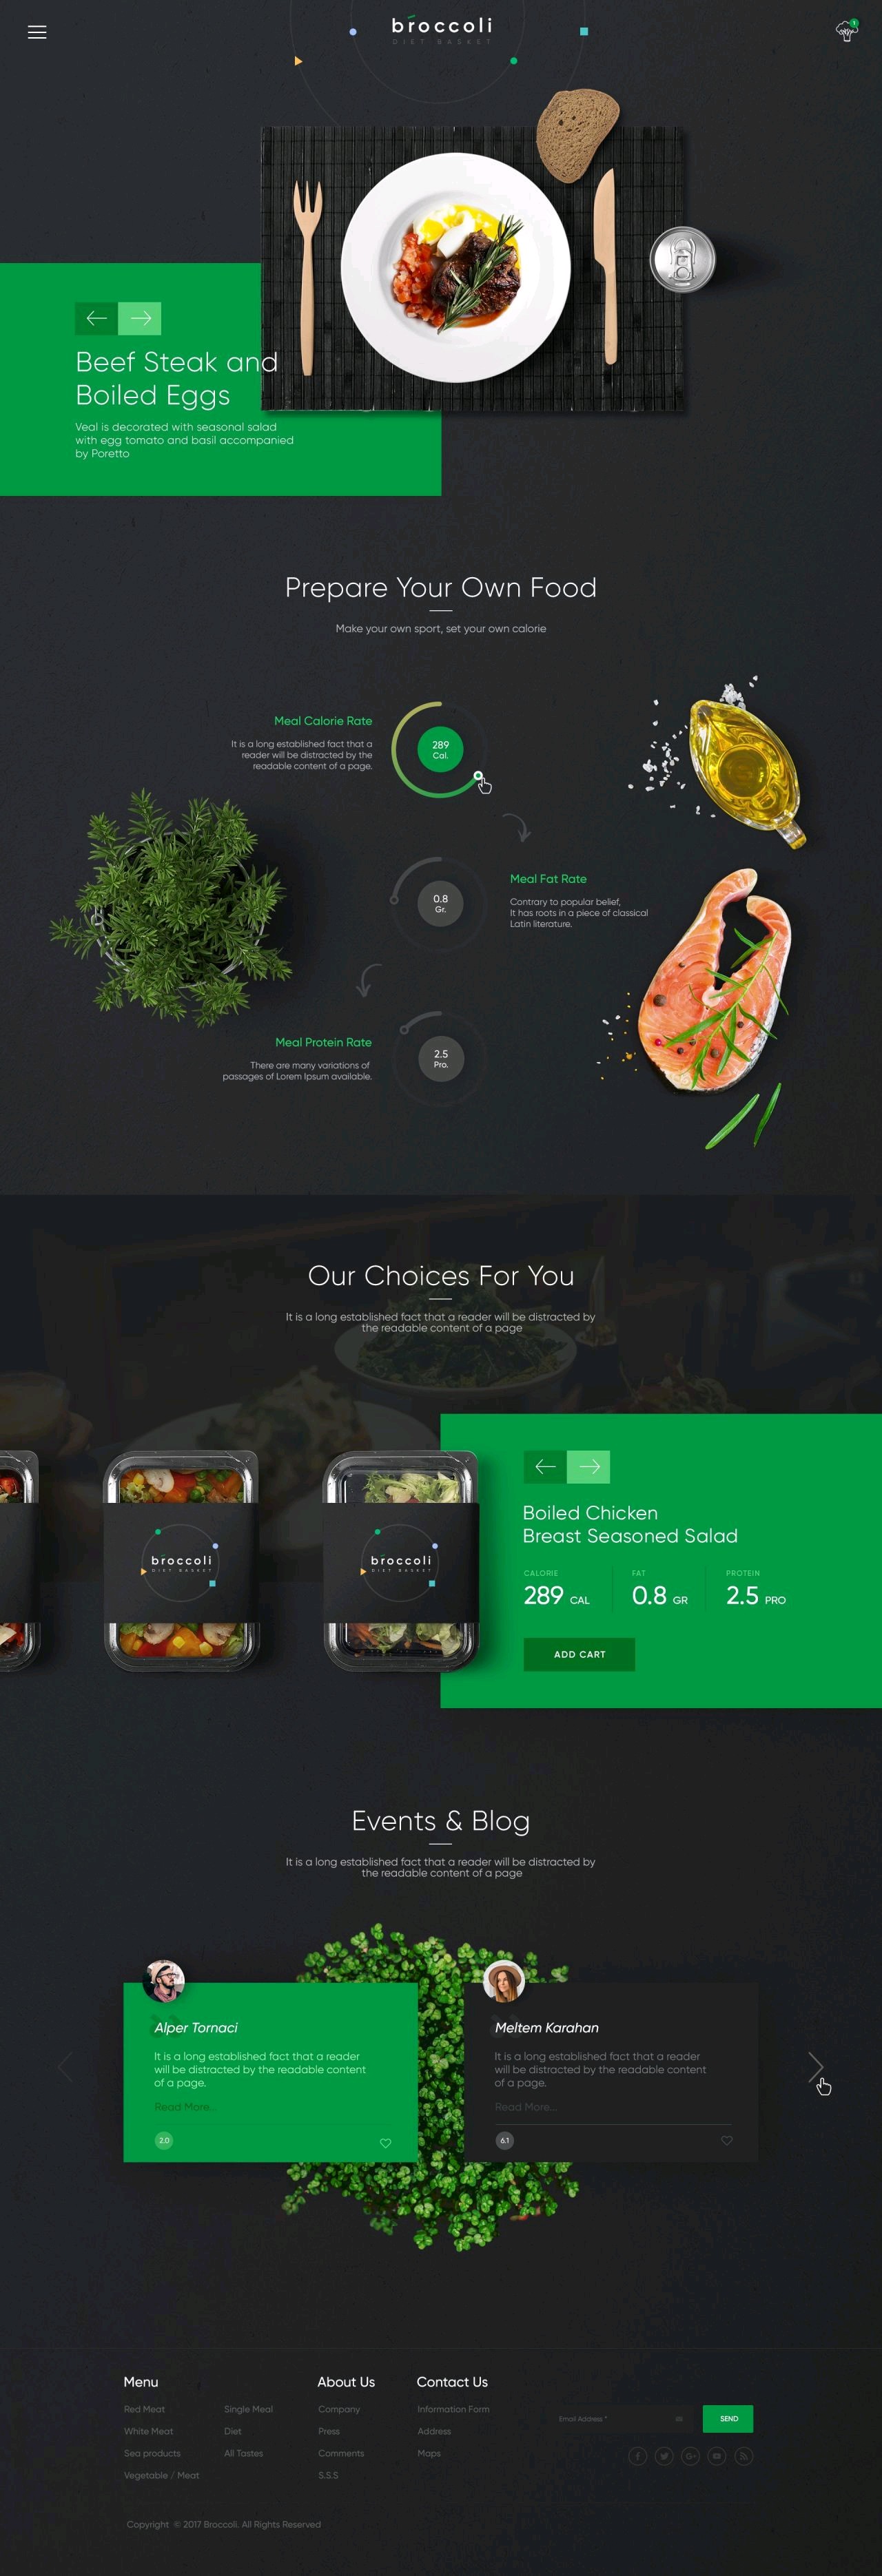 broccoli
DIET BASKET
1
Beef Steak and
Boiled Eggs
Veal is decorated with seasonal salad
with egg tomato and basil accompanied
by Poretto
Prepare Your Own Food
Make your own sport, set your own calorie
Meal Calorie Rate
It is a long established fact that a
reader will be distracted by the
readable content of a page.
289
Cal.
0.8
Gr.
Meal Fat Rate
Contrary to popular belief,
It has roots in a piece of classical
Latin literature.
Meal Protein Rate
There are many variations of
passages of Lorem Ipsum available.
2.5
Pro.
Our Choices For You
It is a long established fact that a reader will be distracted by
the readable content of a page
broccoli
DIET BASKET
broccoli
DIET BASKET
Boiled Chicken
Breast Seasoned Salad
CALORIE
289 CAL
FAT
0.8 GR
PROTEIN
2.5 PRO
ADD CART
Events & Blog
It is a long established fact that a reader will be distracted by
the readable content of a page
Alper Tornaci
It is a long established fact that a reader
will be distracted by the readable content
of a page.
Read More...
2.0
Meltem Karahan
It is a long established fact that a reader
will be distracted by the readable content
of a page.
Read More...
6.1
Menu
Red Meat
White Meat
Sea products
Vegetable / Meat
Single Meal
Diet
All Tastes
About Us
Company
Press
Comments
S.S.S
Contact Us
Information Form
Address
Maps
Email Address *
SEND
Copyright © 2017 Broccoli. All Rights Reserved